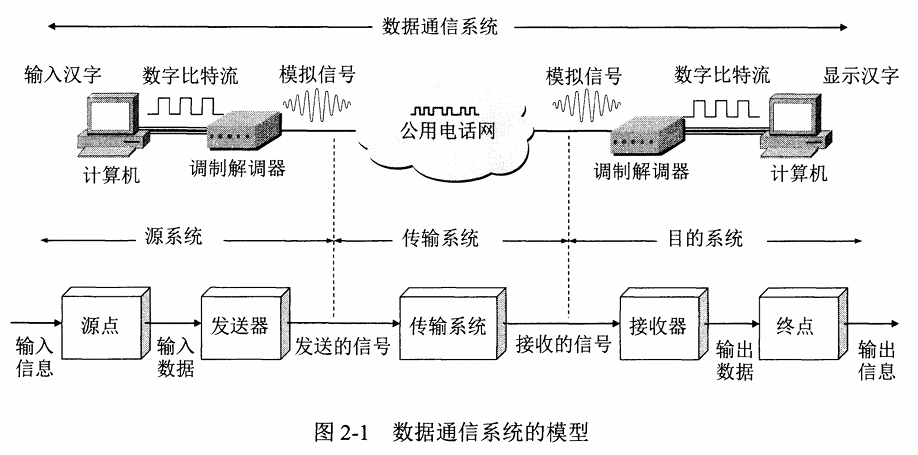 数据通信系统
输入汉字 数字比特流 模拟信号 模拟信号 数字比特流 显示汉字
公用电话网
计算机 调制解调器 调制解调器 计算机
源系统 传输系统 目的系统
源点 发送器 传输系统 接收器 终点
输入信息 输入数据 发送的信号 接收的信号 输出数据 输出信息
图 2-1 数据通信系统的模型